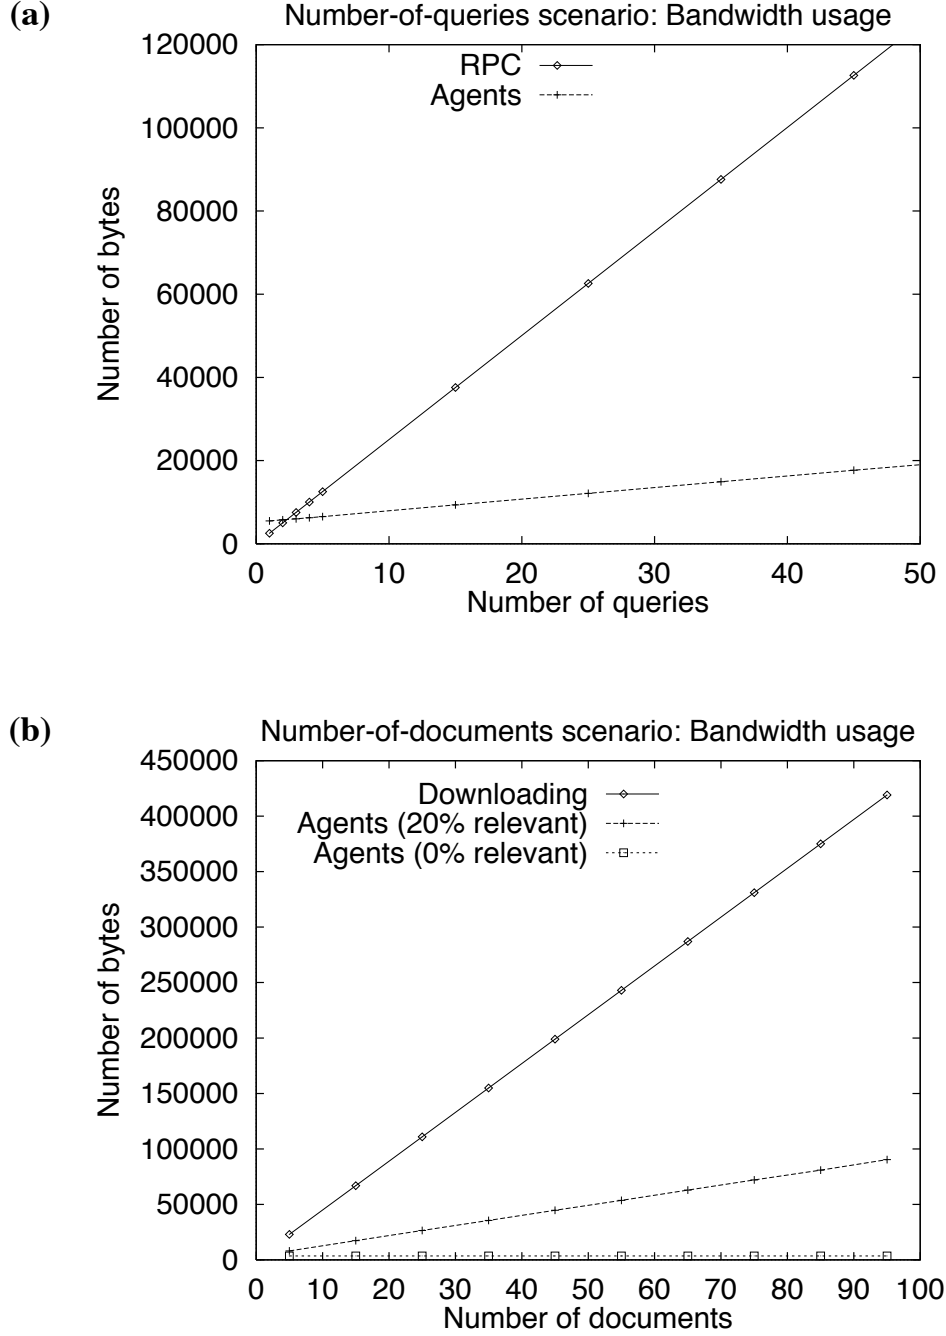 (a)
Number-of-queries scenario: Bandwidth usage
120000
100000
80000
60000
40000
20000
0
Number of bytes
RPC
Agents
0 10 20 30 40 50
Number of queries
(b)
Number-of-documents scenario: Bandwidth usage
450000
400000
350000
300000
250000
200000
150000
100000
50000
0
Number of bytes
Downloading
Agents (20% relevant)
Agents (0% relevant)
0 10 20 30 40 50 60 70 80 90 100
Number of documents